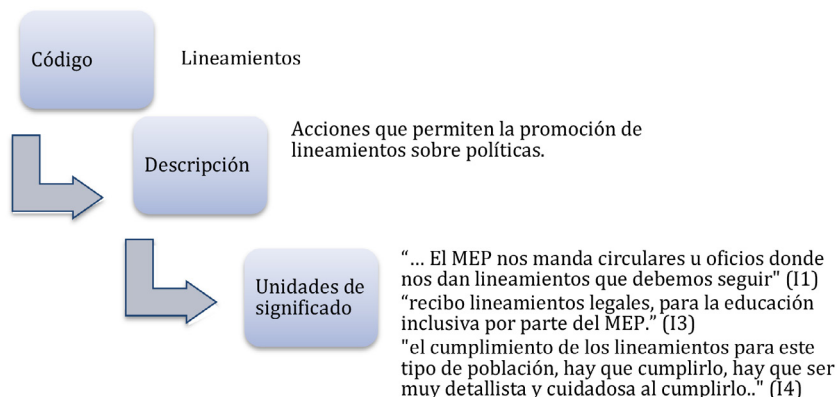 Código
Lineamientos
Descripción
Acciones que permiten la promoción de
lineamientos sobre políticas.
Unidades de
significado
“... El MEP nos manda circulares u oficios donde
nos dan lineamientos que debemos seguir" (I1)
“recibo lineamientos legales, para la educación
inclusiva por parte del MEP.” (I3)
"el cumplimiento de los lineamientos para este
tipo de población, hay que cumplirlo, hay que ser
muy detallista y cuidadosa al cumplirlo.." (I4)